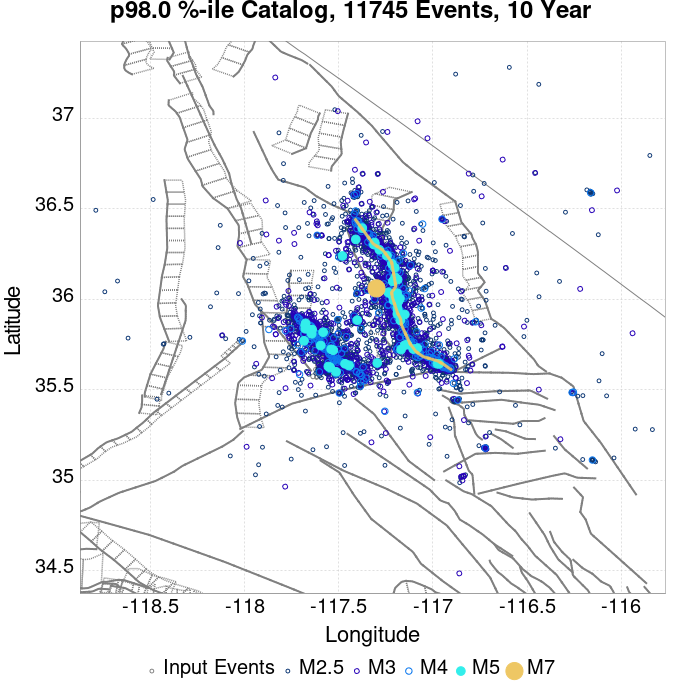 p98.0 %-ile Catalog, 11745 Events, 10 Year
37
36.5
36
35.5
35
34.5
Latitude
-118.5 -118 -117.5 -117 -116.5 -116
Longitude
Input Events M2.5 M3 M4 M5 M7